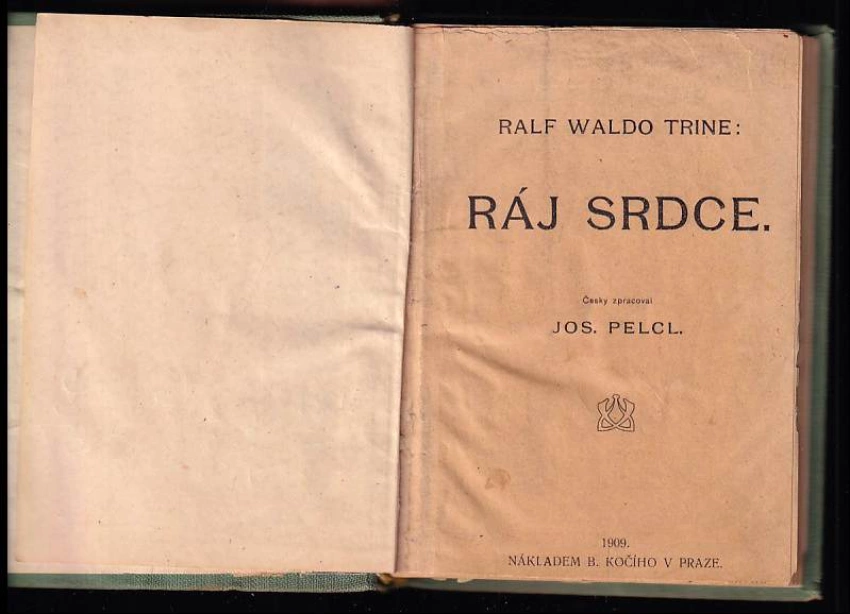 RALF WALDO TRINE:
RÁJ SRDCE.
Česky zpracoval
JOS. PELCL.
1909.
NÁKLADEM B. KOČÍHO V PRAZE.